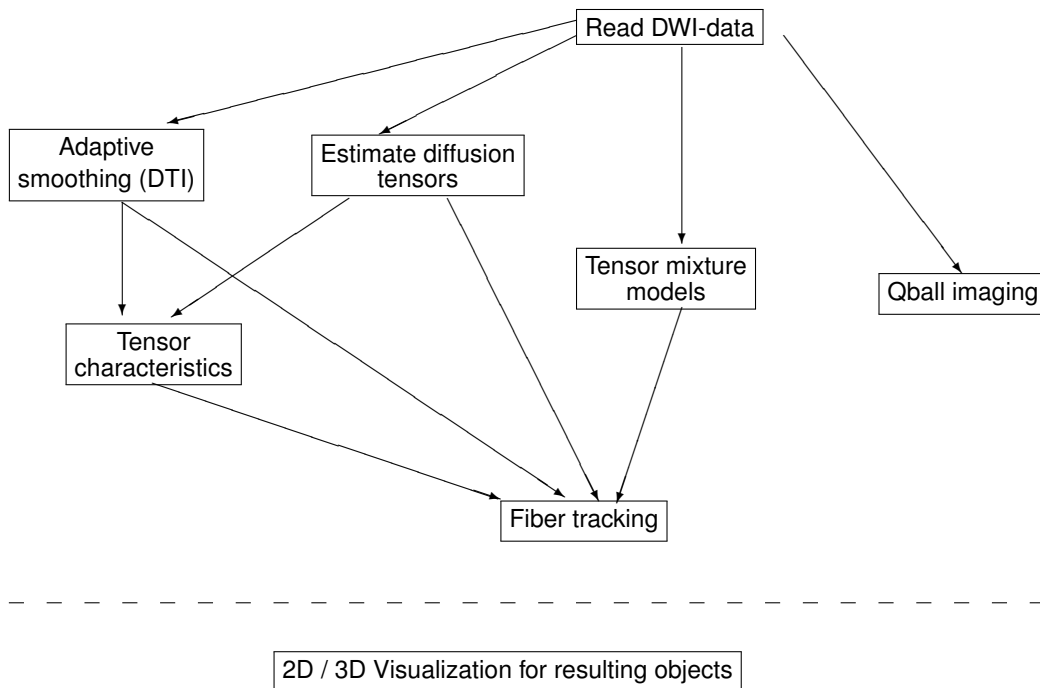 Read DWI-data
Adaptive
smoothing (DTI)
Estimate diffusion
tensors
Tensor mixture
models
Qball imaging
Tensor
characteristics
Fiber tracking
2D / 3D Visualization for resulting objects